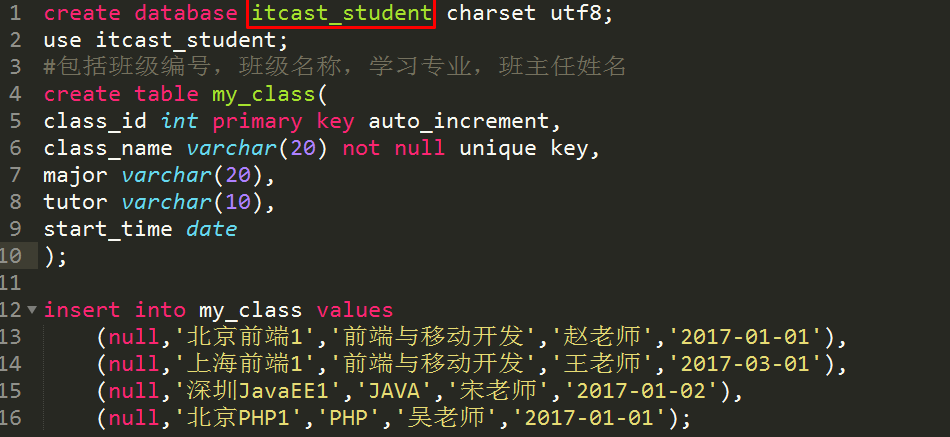 1 create database itcast_student charset utf8;
2 use itcast_student;
3 #包括班级编号，班级名称，学习专业，班主任姓名
4 create table my_class(
5 class_id int primary key auto_increment,
6 class_name varchar(20) not null unique key,
7 major varchar(20),
8 tutor varchar(10),
9 start_time date
10 );
11
12 insert into my_class values
13 (null,'北京前端1','前端与移动开发','赵老师','2017-01-01'),
14 (null,'上海前端1','前端与移动开发','王老师','2017-03-01'),
15 (null,'深圳JavaEE1','JAVA','宋老师','2017-01-02'),
16 (null,'北京PHP1','PHP','吴老师','2017-01-01');